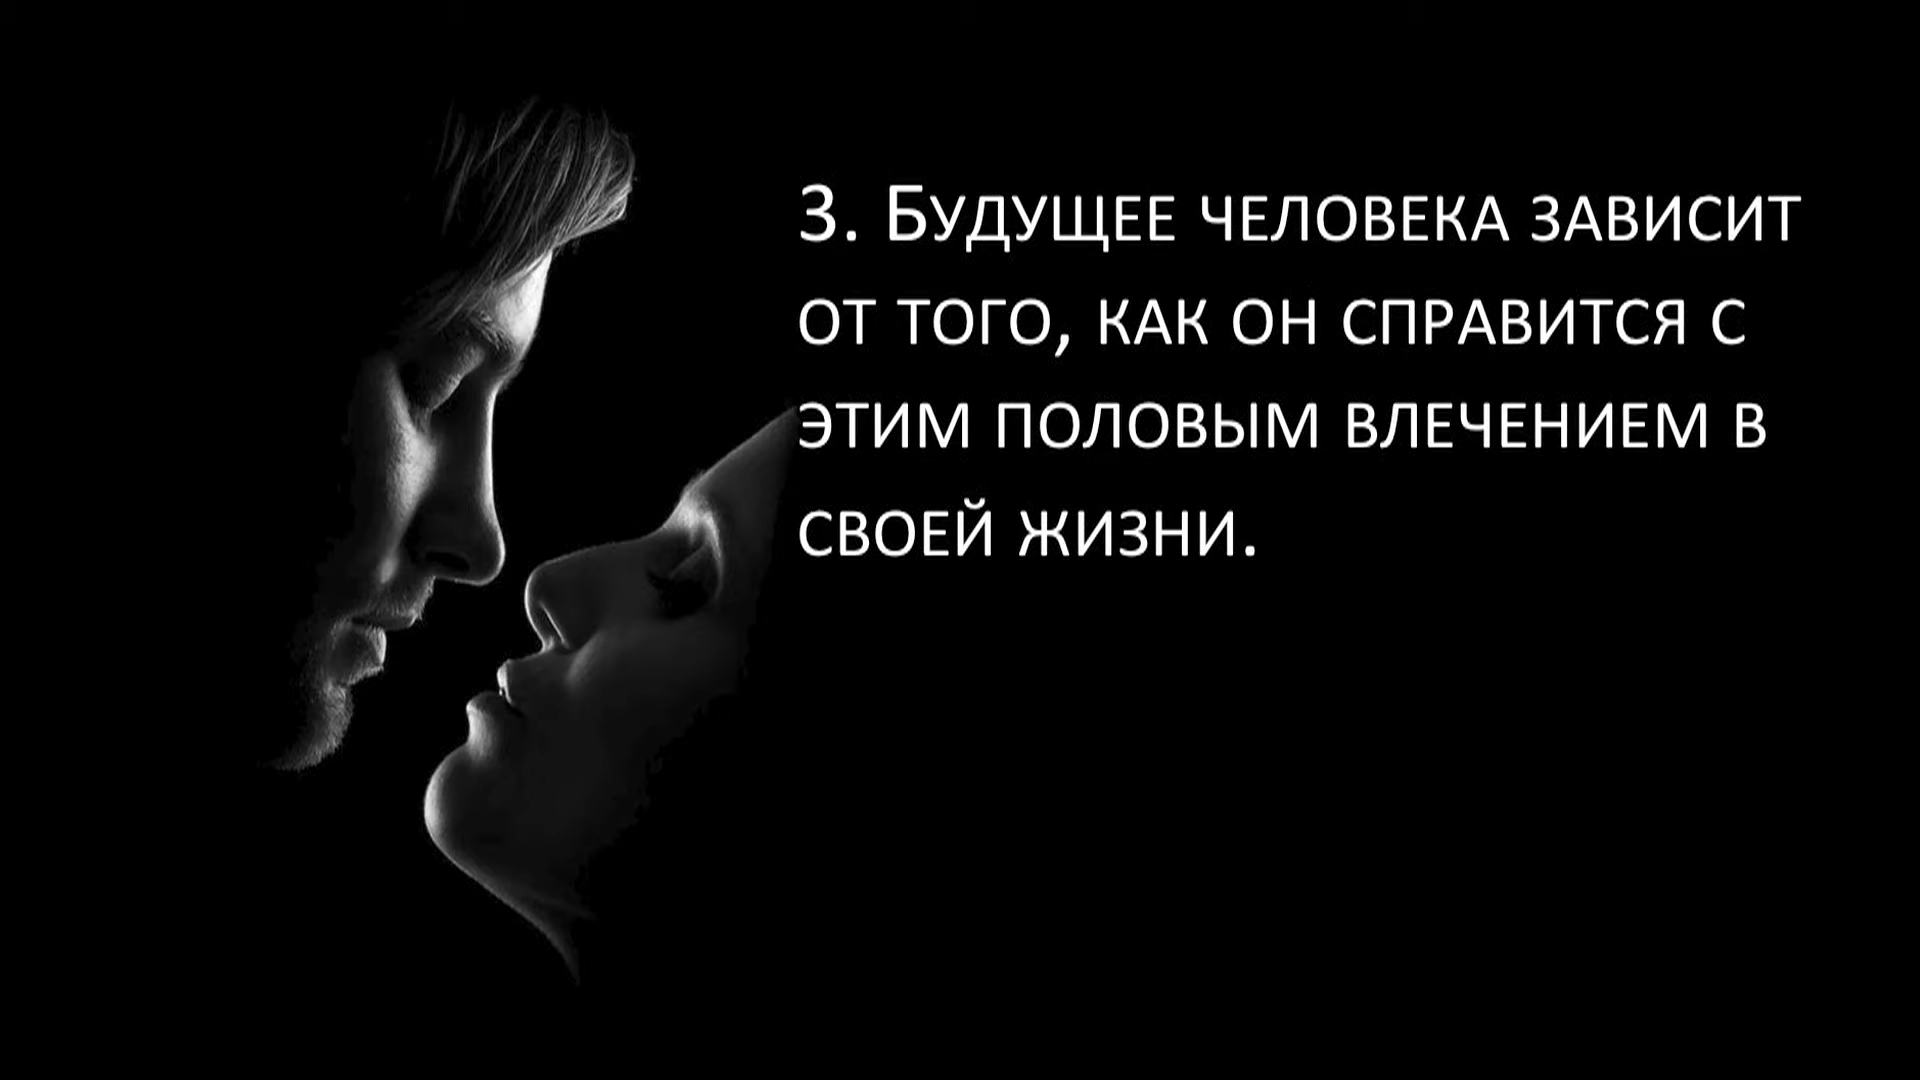 3. Будущее человека зависит
от того, как он справится с
этим половым влечением в
своей жизни.